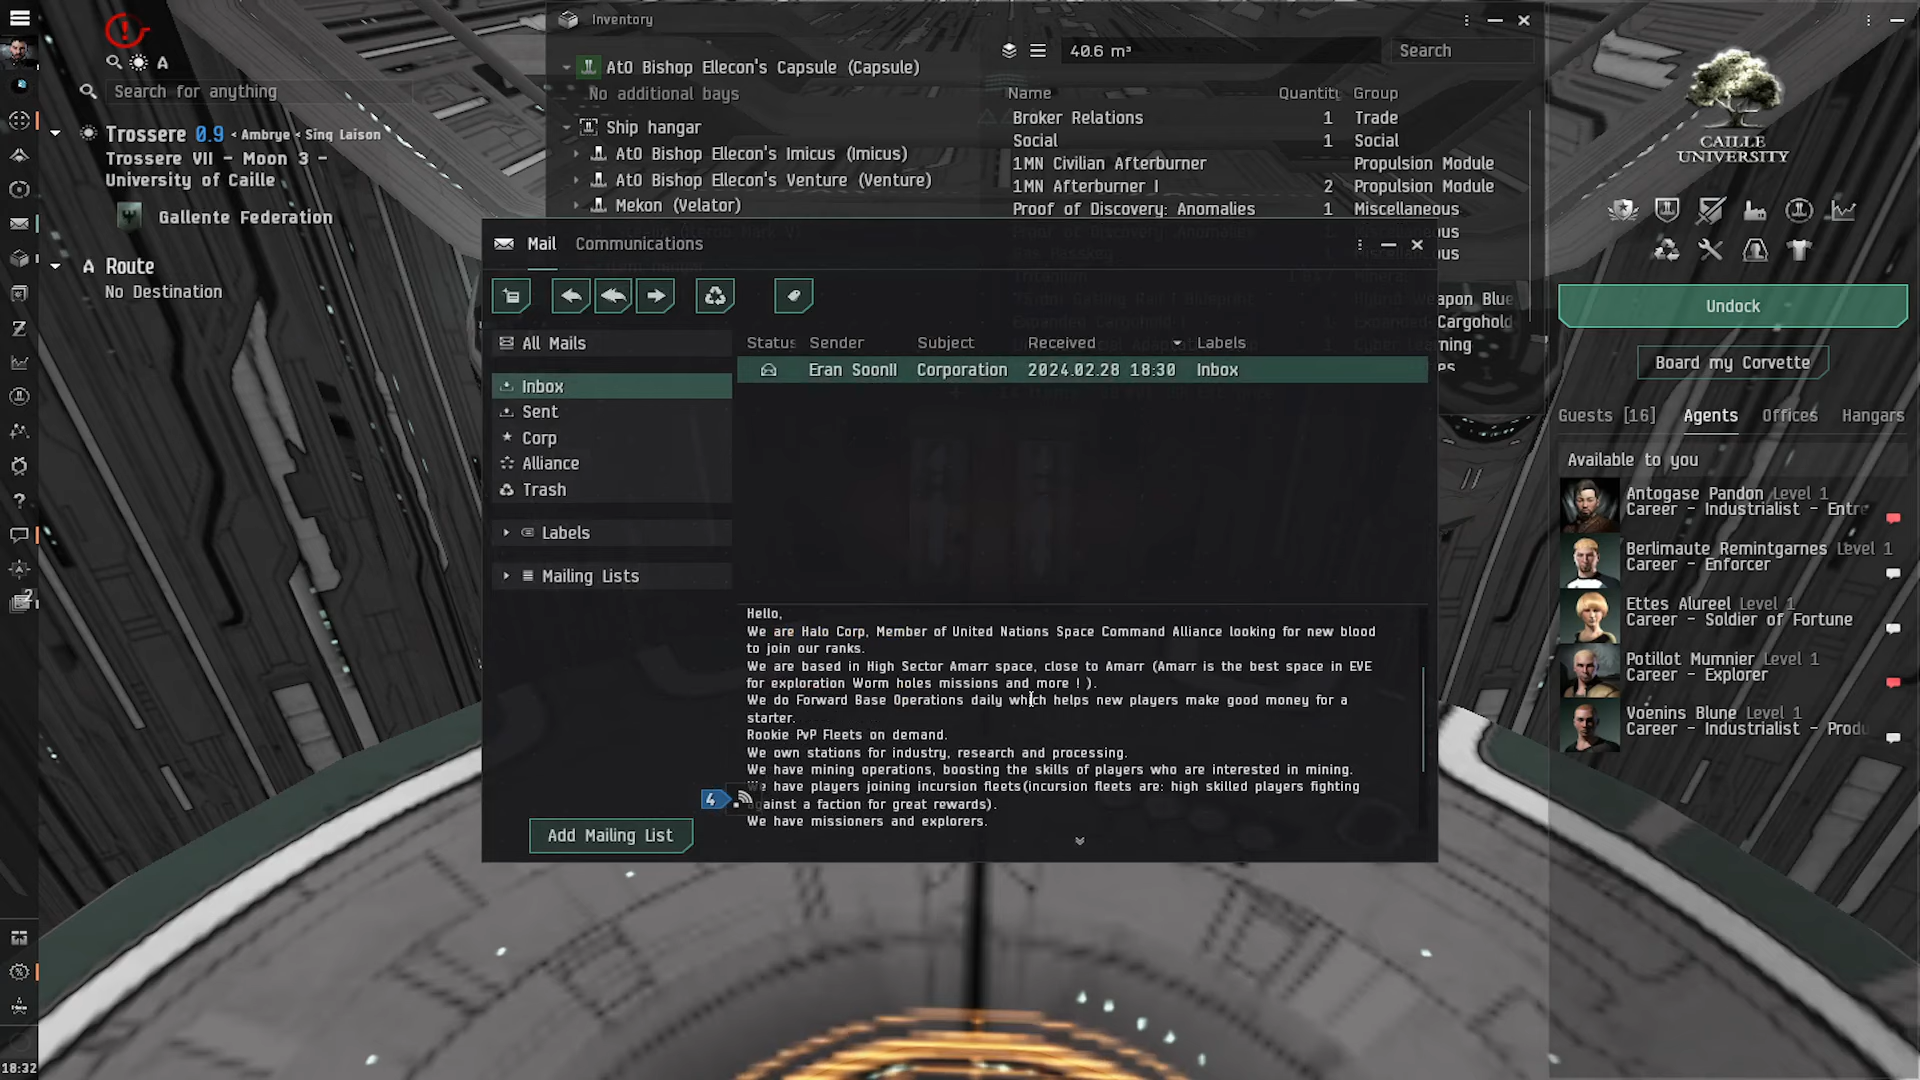 Search for anything
Trossere 0.9 < Ambrye < Sinq Laison
Trossere VII - Moon 3 -
University of Caille
Gallente Federation
A Route
No Destination
18:32
Inventory
AtO Bishop Ellecon's Capsule (Capsule)
No additional bays
Ship hangar
AtO Bishop Ellecon's Imicus (Imicus)
AtO Bishop Ellecon's Venture (Venture)
Mekon (Velator)
40.6 m³
Search
Name Quantity Group
Broker Relations 1 Trade
Social 1 Social
1MN Civilian Afterburner Propulsion Module
1MN Afterburner I 2 Propulsion Module
Proof of Discovery: Anomalies 1 Miscellaneous
Mail Communications
All Mails
Inbox
Sent
Corp
Alliance
Trash
Labels
Mailing Lists
Add Mailing List
Status Sender Subject Received Labels
Eran Soonll Corporation 2024.02.28 18:30 Inbox
Hello,
We are Halo Corp, Member of United Nations Space Command Alliance looking for new blood
to join our ranks.
We are based in High Sector Amarr space, close to Amarr (Amarr is the best space in EVE
for exploration Worm holes missions and more ! ).
We do Forward Base Operations daily which helps new players make good money for a
starter.
Rookie PvP Fleets on demand.
We own stations for industry, research and processing.
We have mining operations, boosting the skills of players who are interested in mining.
We have players joining incursion fleets(incursion fleets are: high skilled players fighting
against a faction for great rewards).
We have missioners and explorers.
4
CAILLE
UNIVERSITY
Undock
Board my Corvette
Guests [16] Agents Offices Hangars
Available to you
Antogase Pandon Level 1
Career - Industrialist - Entre
Berlimaute Remintgarnes Level 1
Career - Enforcer
Ettes Alureel Level 1
Career - Soldier of Fortune
Potillot Mumnier Level 1
Career - Explorer
Voenins Blune Level 1
Career - Industrialist - Produ